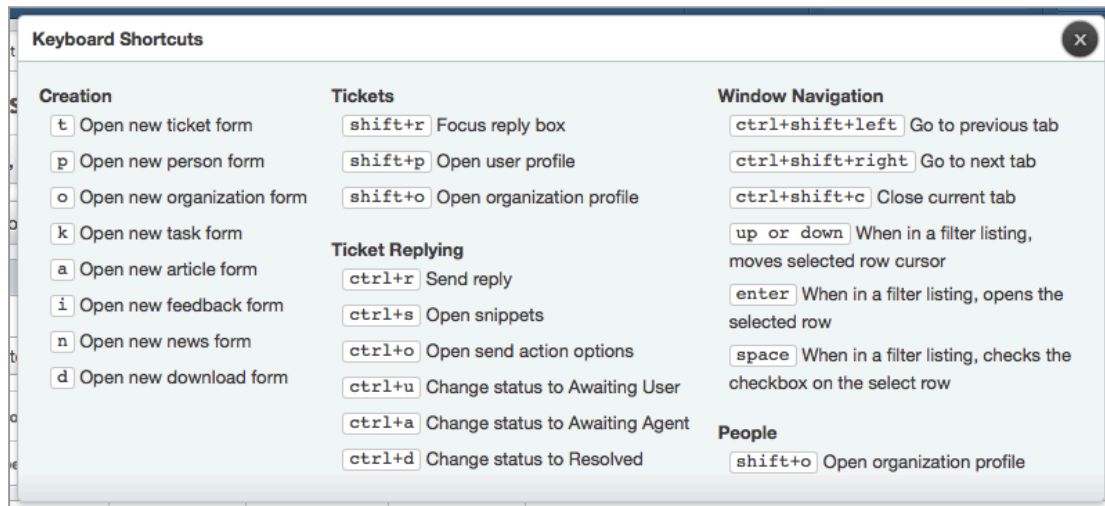 Keyboard Shortcuts
x
Creation
t Open new ticket form
p Open new person form
o Open new organization form
k Open new task form
a Open new article form
i Open new feedback form
n Open new news form
d Open new download form
Tickets
shift+r Focus reply box
shift+p Open user profile
shift+o Open organization profile
Ticket Replying
ctrl+r Send reply
ctrl+s Open snippets
ctrl+o Open send action options
ctrl+u Change status to Awaiting User
ctrl+a Change status to Awaiting Agent
ctrl+d Change status to Resolved
Window Navigation
ctrl+shift+left Go to previous tab
ctrl+shift+right Go to next tab
ctrl+shift+c Close current tab
up or down When in a filter listing,
moves selected row cursor
enter When in a filter listing, opens the
selected row
space When in a filter listing, checks the
checkbox on the select row
People
shift+o Open organization profile